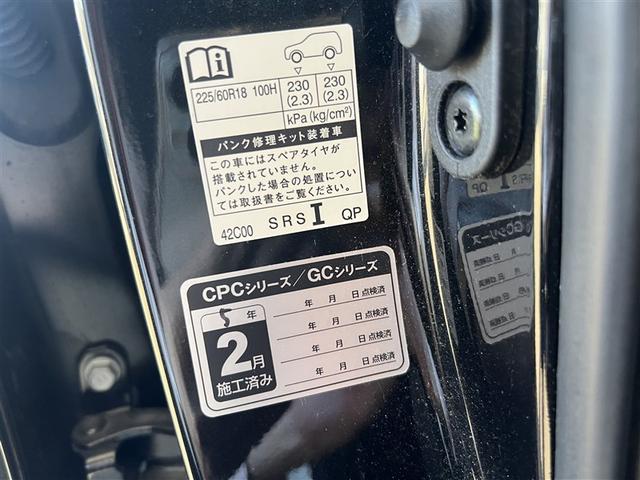 225/60R18 100H 230 (2.3) 230 (2.3)
kPa(kg/cm²)
パンク修理キット装着車
この車にはスペアタイヤが
搭載されていません。
パンクした場合の処置につい
ては取扱書をご覧ください。
42C00 SRS I QP
CPCシリーズ/GCシリーズ
5年
2月
施工済み
年 月 日点検済
年 月 日点検済
年 月 日点検済
年 月 日点検済